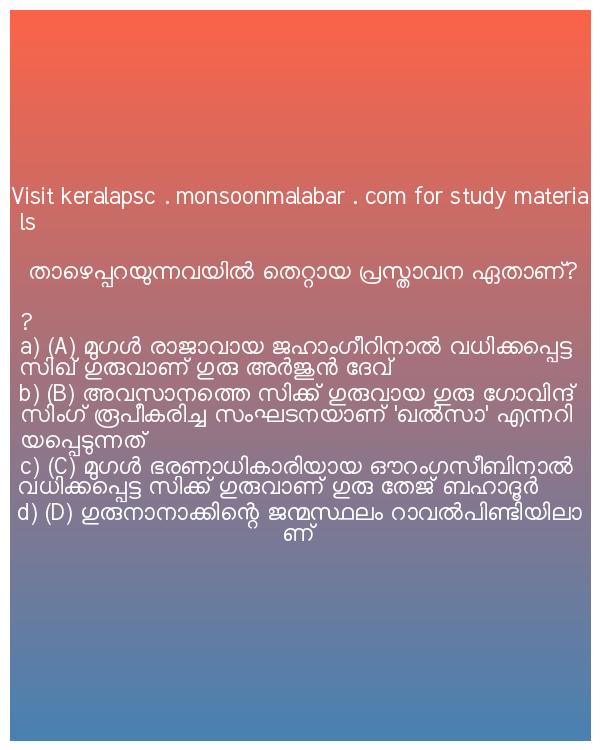 Visit keralapsc . monsoonmalabar . com for study materia
ls
താഴെപ്പറയുന്നവയിൽ തെറ്റായ പ്രസ്താവന ഏതാണ്?
?
a) (A) മുഗൾ രാജാവായ ജഹാംഗീറിനാൽ വധിക്കപ്പെട്ട
സിഖ് ഗുരുവാണ് ഗുരു അർജുൻ ദേവ്
b) (B) അവസാനത്തെ സിക്ക് ഗുരുവായ ഗുരു ഗോവിന്ദ്
സിംഗ് രൂപീകരിച്ച സംഘടനയാണ് 'ഖൽസാ' എന്നറി
യപ്പെടുന്നത്
c) (C) മുഗൾ ഭരണാധികാരിയായ ഔറംഗസീബിനാൽ
വധിക്കപ്പെട്ട സിക്ക് ഗുരുവാണ് ഗുരു തേജ് ബഹാദൂർ
d) (D) ഗുരുനാനാക്കിന്റെ ജന്മസ്ഥലം റാവൽപിണ്ടിയിലാ
ണ്